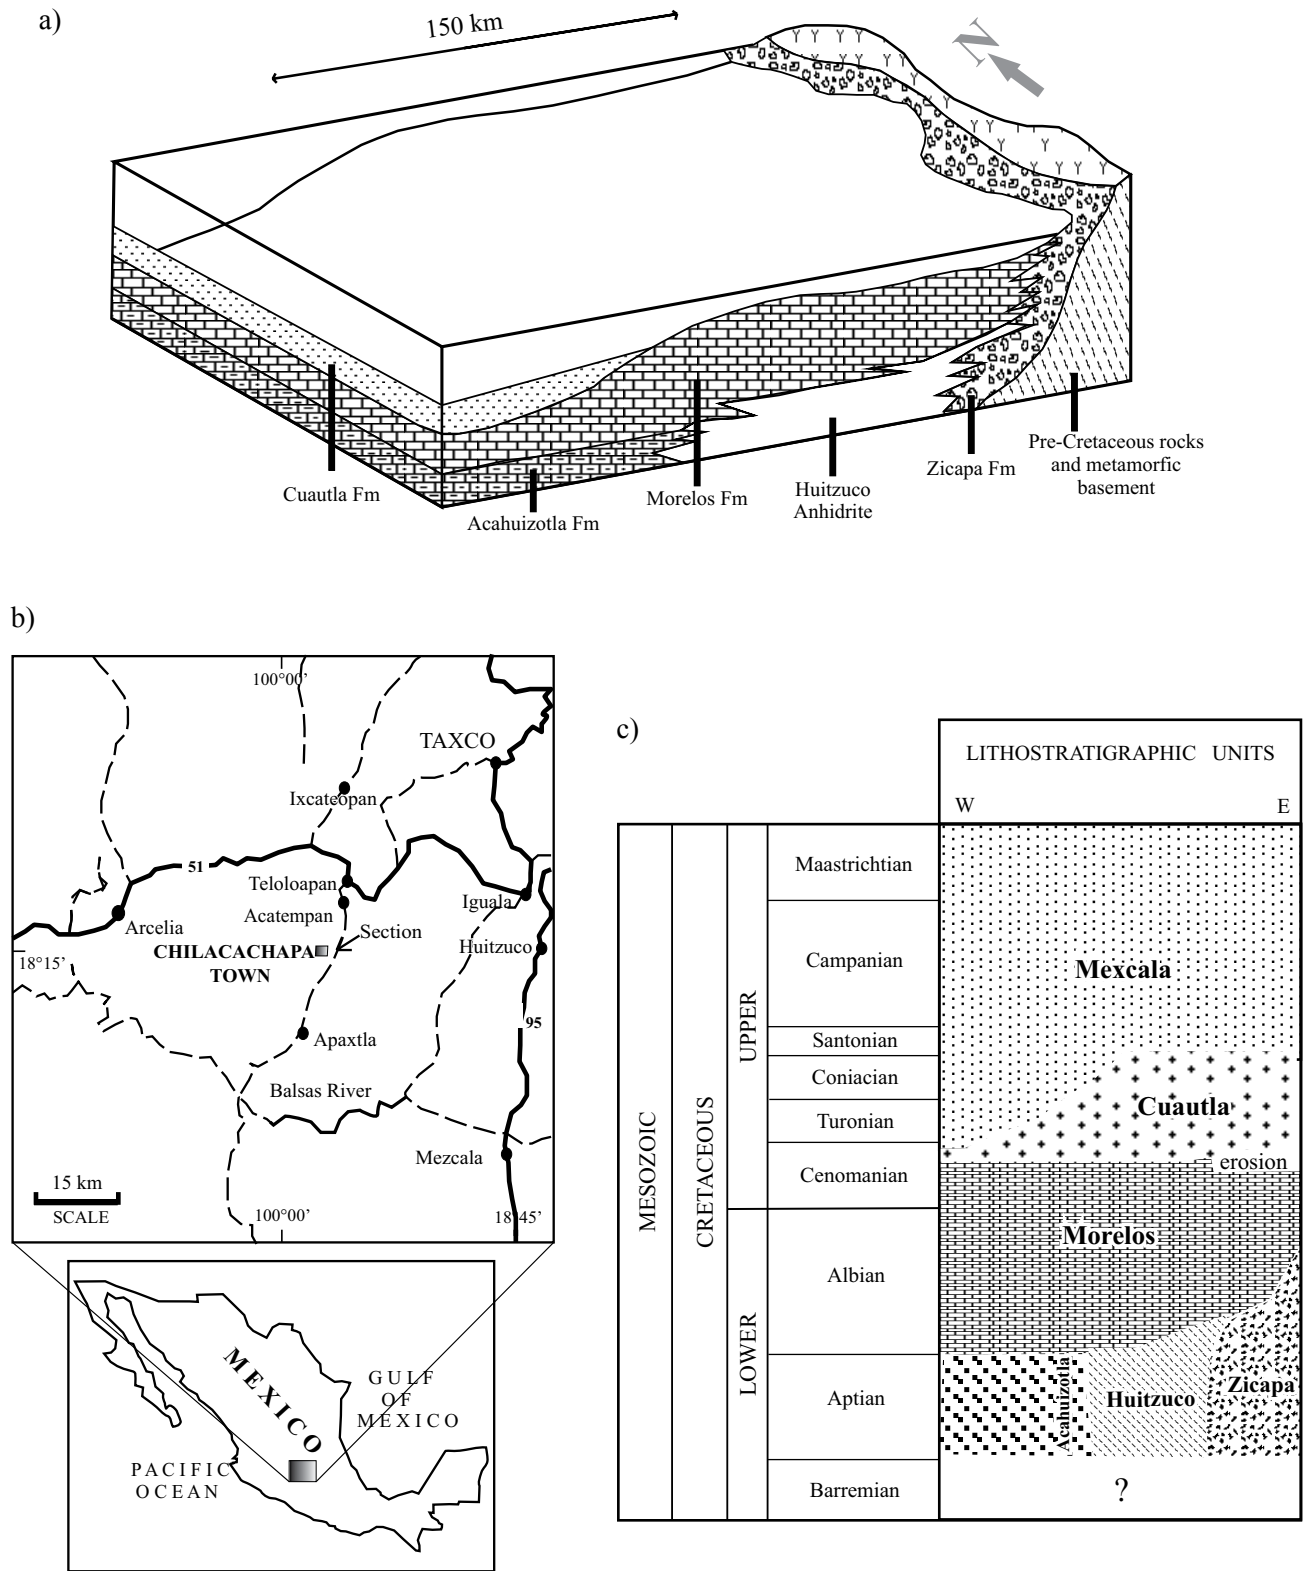 a)
150 km
N
Cuautla Fm
Acahuizotla Fm
Morelos Fm
Huitzuco
Anhidrite
Zicapa Fm
Pre-Cretaceous rocks
and metamorfic
basement
b)
100°00'
TAXCO
Ixcateopan
51
Teloloapan
Acatempan
Iguala
Arcelia
Section
Huitzuco
CHILACACHAPA
TOWN
18°15'
95
Apaxtla
Balsas River
Mezcala
15 km
SCALE
100°00'
18°45'
MEXICO
GULF
OF
MEXICO
PACIFIC
OCEAN
c)
LITHOSTRATIGRAPHIC UNITS
W E
MESOZOIC
CRETACEOUS
UPPER
LOWER
Maastrichtian
Campanian
Santonian
Coniacian
Turonian
Cenomanian
Albian
Aptian
Barremian
Mexcala
Cuautla
erosion
Morelos
Acahuizotla
Huitzuco
Zicapa
?